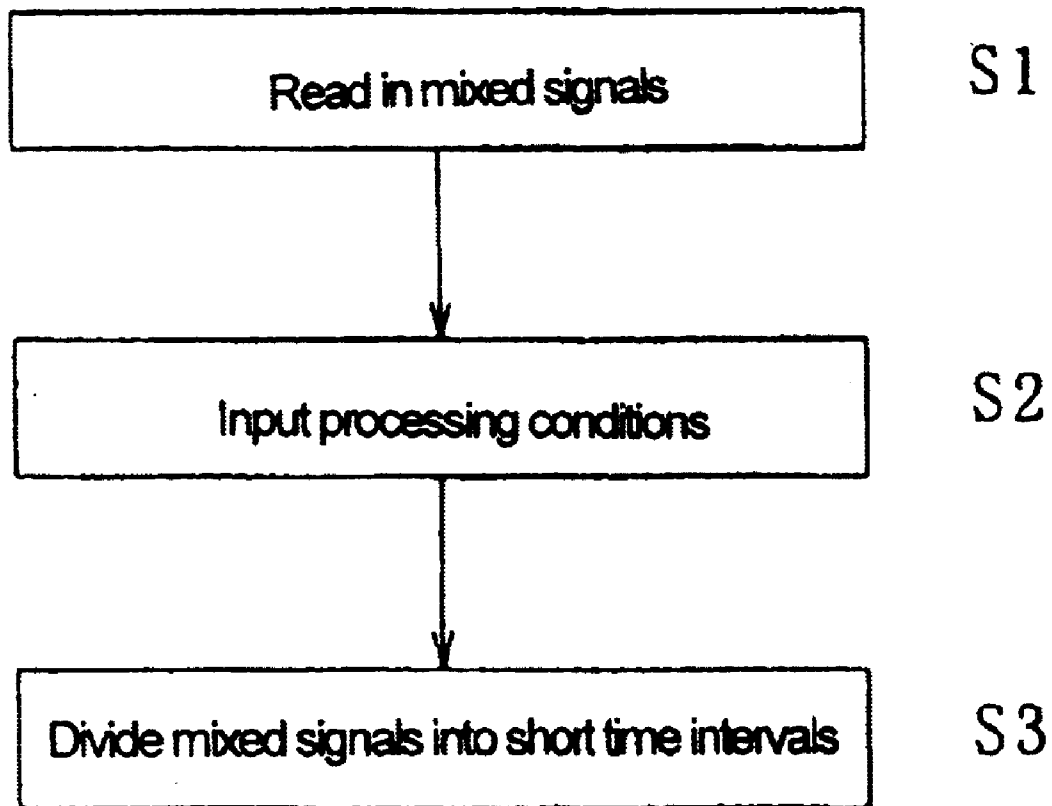 Read in mixed signals S1
Input processing conditions S2
Divide mixed signals into short time intervals S3